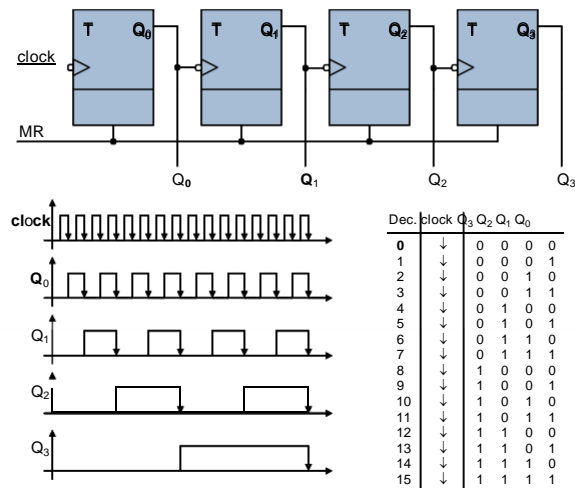 T Q₀ T Q₁ T Q₂ T Q₃
clock
MR
Q₀ Q₁ Q₂ Q₃
clock
Q₀
Q₁
Q₂
Q₃
Dec. clock Q₃ Q₂ Q₁ Q₀
0 ↓ 0 0 0 0
1 ↓ 0 0 0 1
2 ↓ 0 0 1 0
3 ↓ 0 0 1 1
4 ↓ 0 1 0 0
5 ↓ 0 1 0 1
6 ↓ 0 1 1 0
7 ↓ 0 1 1 1
8 ↓ 1 0 0 0
9 ↓ 1 0 0 1
10 ↓ 1 0 1 0
11 ↓ 1 0 1 1
12 ↓ 1 1 0 0
13 ↓ 1 1 0 1
14 ↓ 1 1 1 0
15 ↓ 1 1 1 1